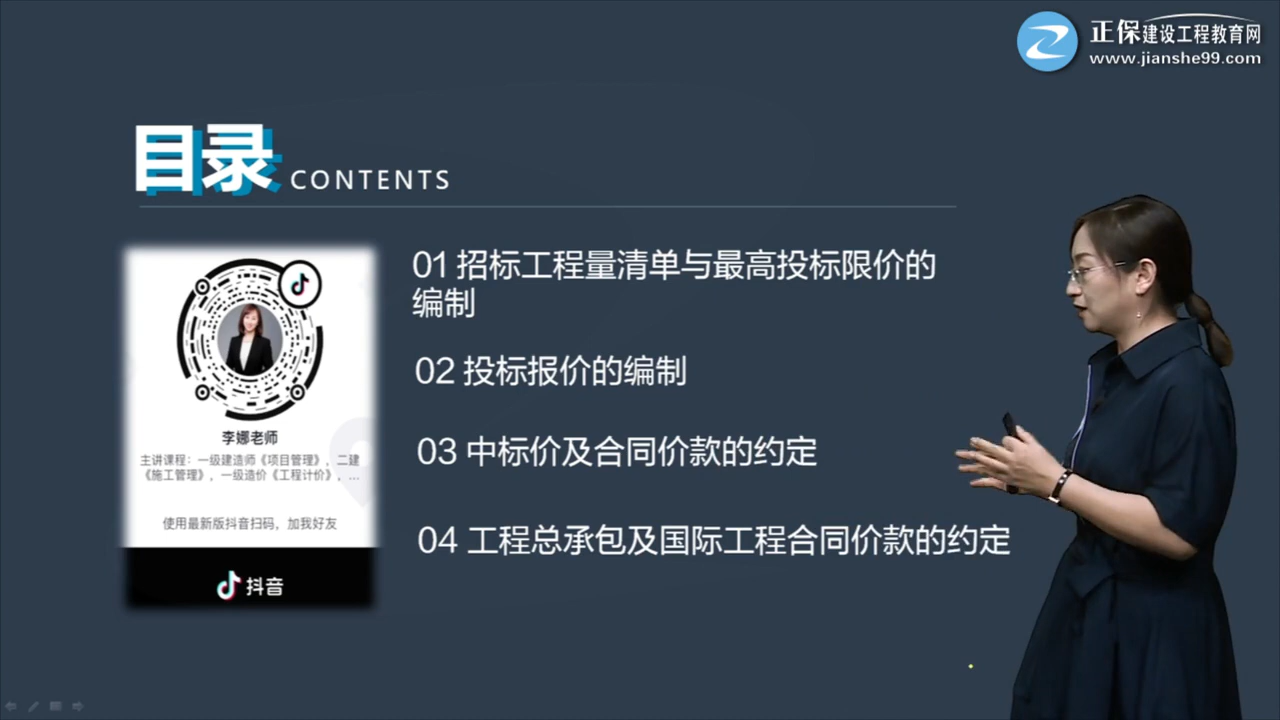 正保建设工程教育网
www.jianshe99.com
目录 CONTENTS
01 招标工程量清单与最高投标限价的
编制
02 投标报价的编制
03 中标价及合同价款的约定
04 工程总承包及国际工程合同价款的约定
李娜老师
主讲课程：一级建造师《项目管理》，二建
《施工管理》，一级造价《工程计价》，...
使用最新版抖音扫码，加我好友
抖音